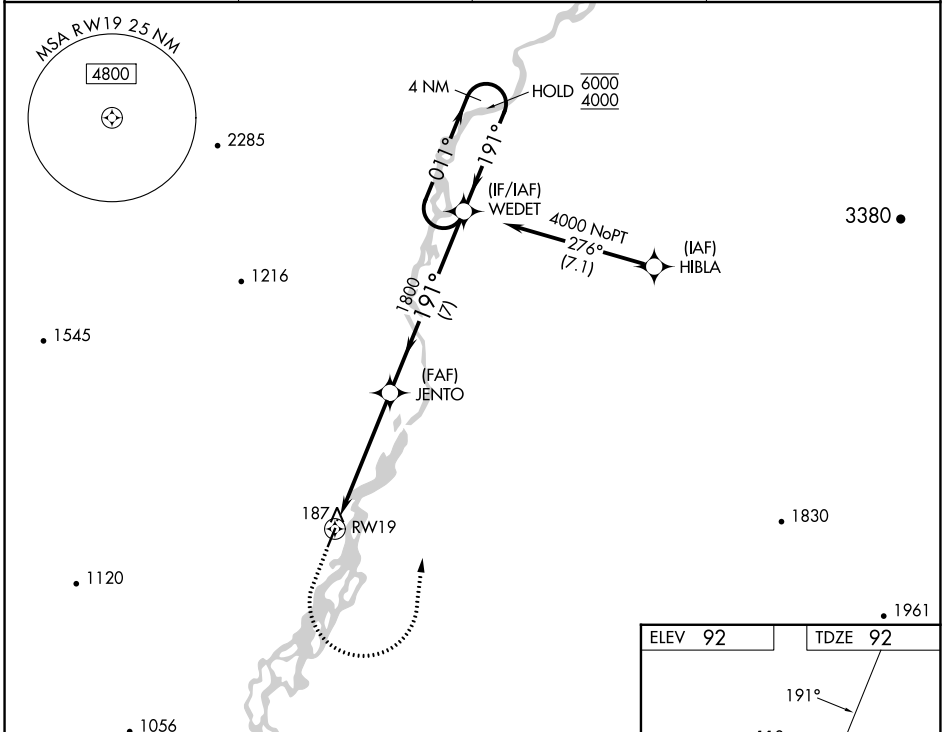 MSA RW19 25 NM
4800
2285
4 NM
HOLD
6000
4000
011°
191°
(IF/IAF)
WEDET
4000 NoPT
276°
(7.1)
(IAF)
HIBLA
3380
1216
1800
191°
(7)
1545
(FAF)
JENTO
187
RW19
1830
1120
1961
ELEV 92
TDZE 92
191°
1056